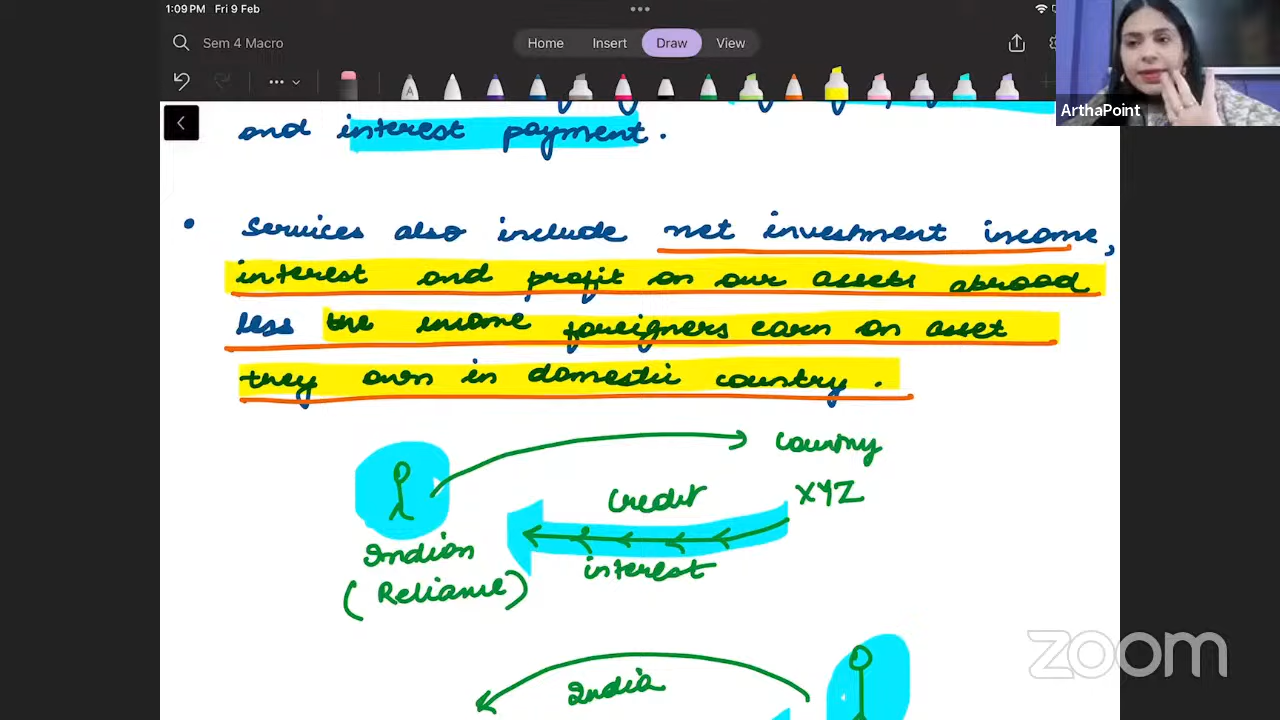 1:09 PM Fri 9 Feb
Sem 4 Macro
Home Insert Draw View
ArthaPoint
and interest payment.
• Services also include net investment income,
interest and profit on our assets abroad
less the income foreigners earn on asset
they own in domestic country.
Country
XYZ
Credit
interest
Indian
(Reliance)
India
zoom